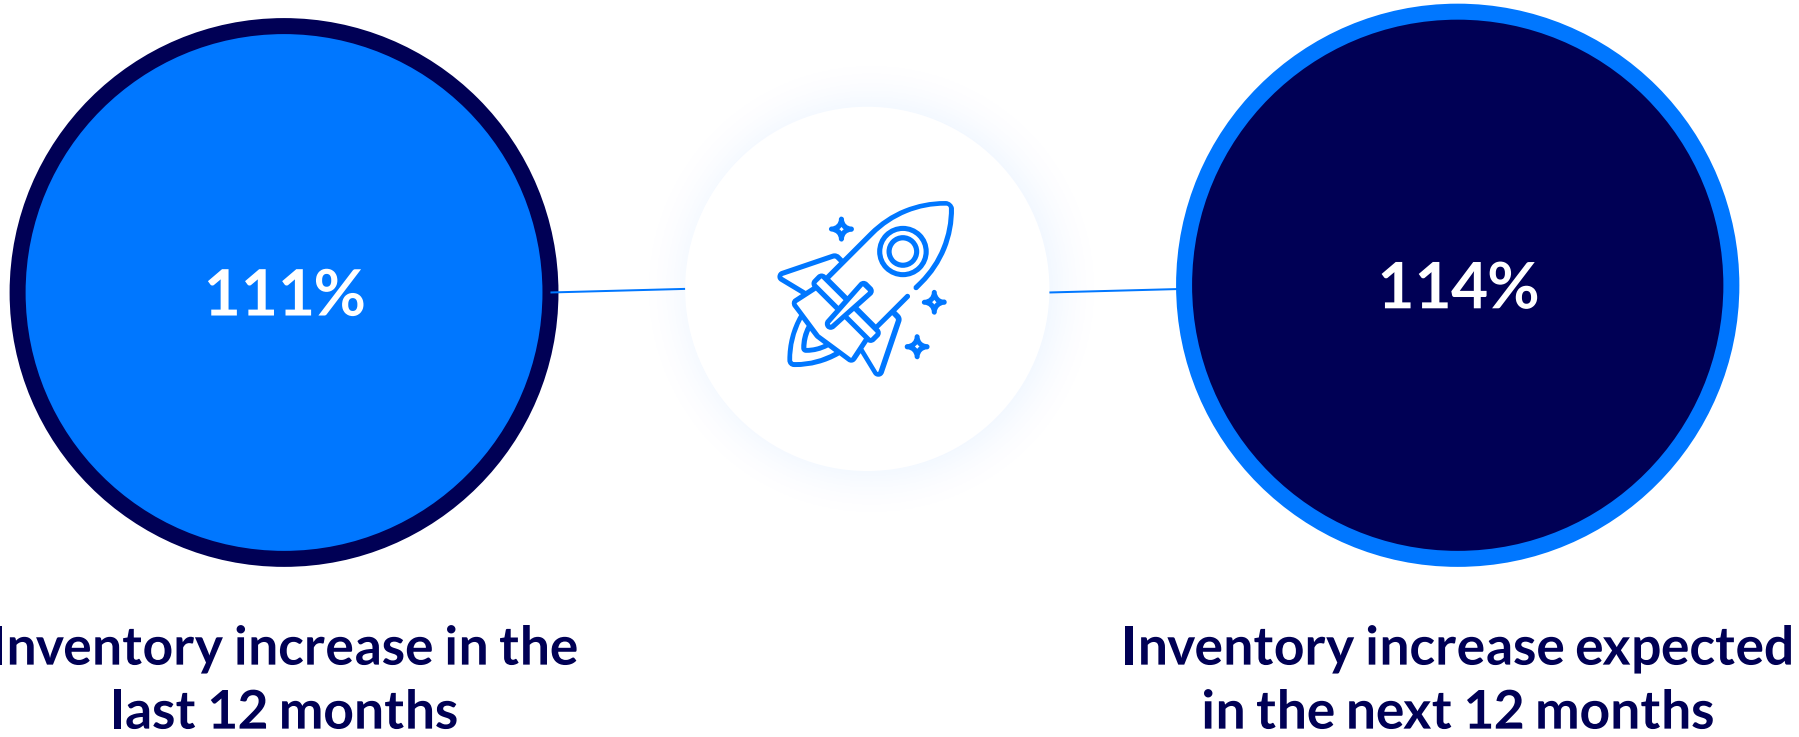 111%
Inventory increase in the
last 12 months
114%
Inventory increase expected
in the next 12 months